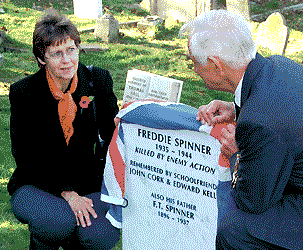 FREDDIE SPINNER
1935 - 1944
KILLED BY ENEMY ACTION
REMEMBERED BY SCHOOLFRIENDS
JOHN CORK & EDWARD KELL
ALSO HIS FATHER
F.T. SPINNER
1896 - 1987